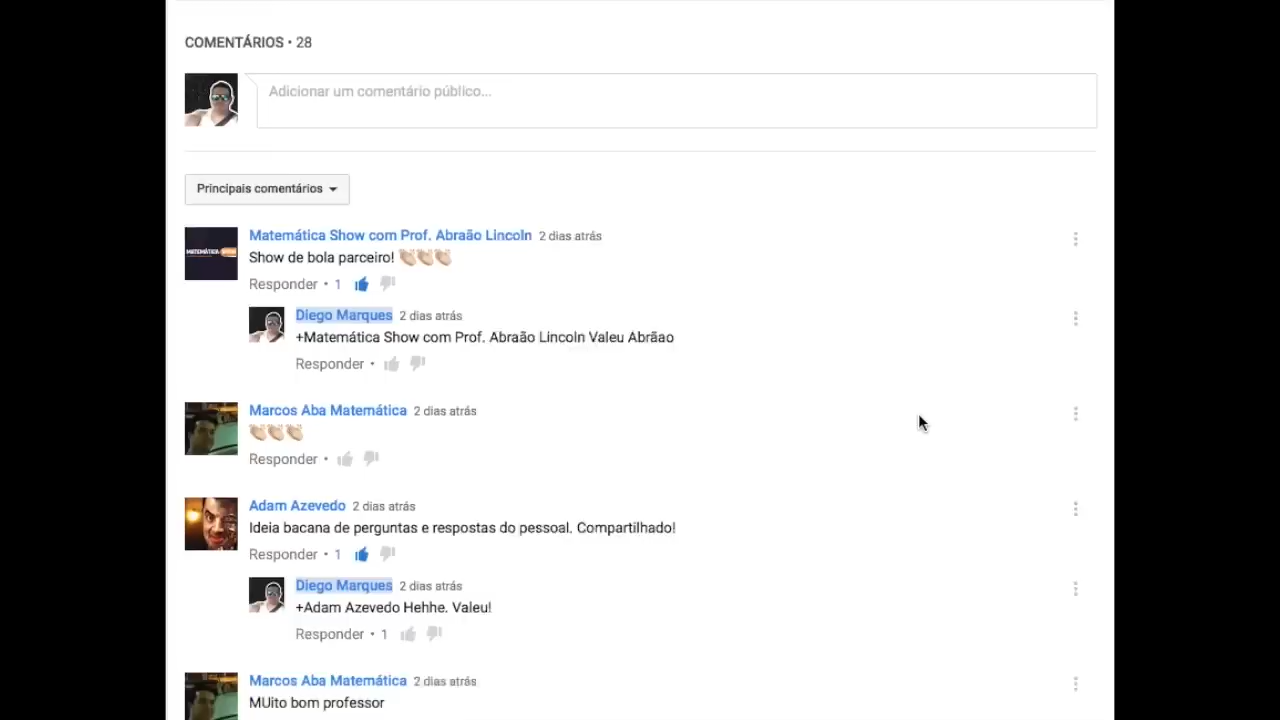 COMENTÁRIOS • 28
Adicionar um comentário público...
Principais comentários
MATEMÁTICA
Matemática Show com Prof. Abraão Lincoln 2 dias atrás
Show de bola parceiro! 👏🏻👏🏻👏🏻
Responder • 1
Diego Marques 2 dias atrás
+Matemática Show com Prof. Abraão Lincoln Valeu Abrãao
Responder •
Marcos Aba Matemática 2 dias atrás
👏🏻👏🏻👏🏻
Responder •
Adam Azevedo 2 dias atrás
Ideia bacana de perguntas e respostas do pessoal. Compartilhado!
Responder • 1
Diego Marques 2 dias atrás
+Adam Azevedo Hehhe. Valeu!
Responder • 1
Marcos Aba Matemática 2 dias atrás
MUito bom professor